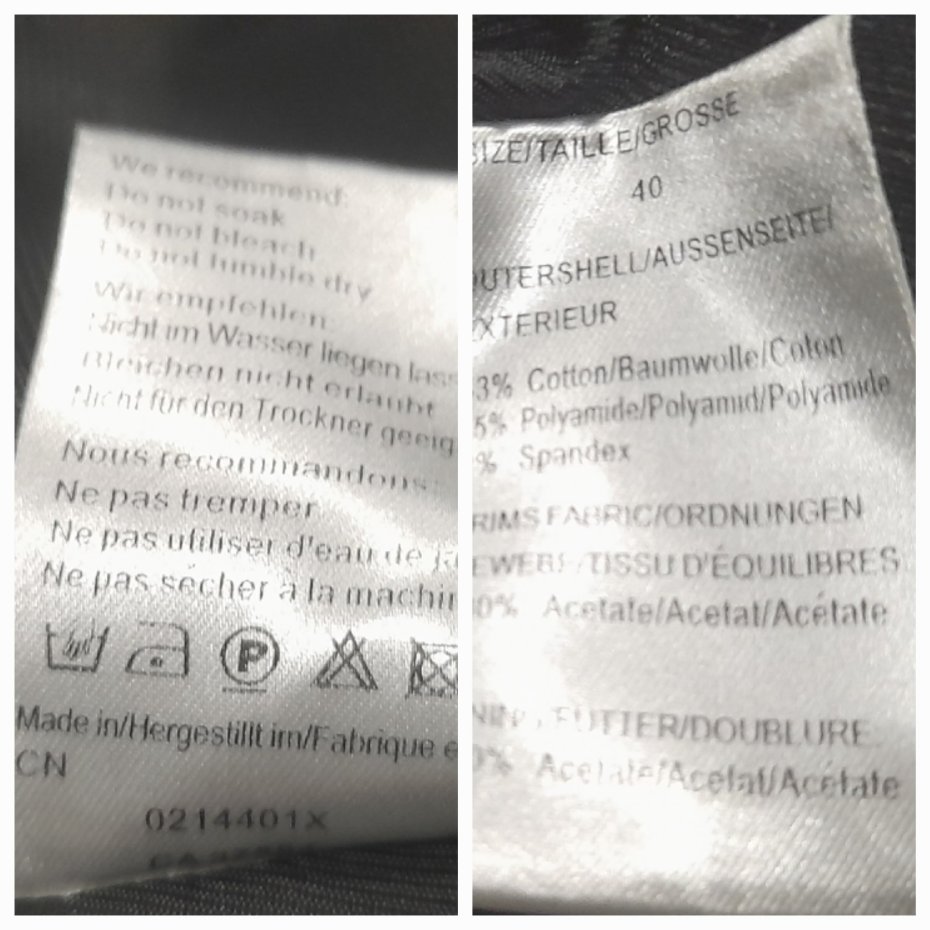 We recommend:
Do not soak
Do not bleach
Do not tumble dry
Wir empfehlen:
Nicht im Wasser liegen lass
Bleichen nicht erlaubt
Nicht für den Trockner geeig
Nous recommandons:
Ne pas tremper
Ne pas utiliser d'eau de
Ne pas sécher à la machin
P
Made in/Hergestillt im/Fabrique e
CN
0214401X
SIZE/TAILLE/GROSSE
40
OUTERSHELL/AUSSENSEITE/
EXTERIEUR
3% Cotton/Baumwolle/Coton
5% Polyamide/Polyamid/Polyamide
% Spandex
RIMS FABRIC/ORDNUNGEN
EWEBE/TISSU D'ÉQUILIBRES
0% Acetate/Acetat/Acétate
FUTTER/DOUBLURE
0% Acetate/Acetat/Acétate